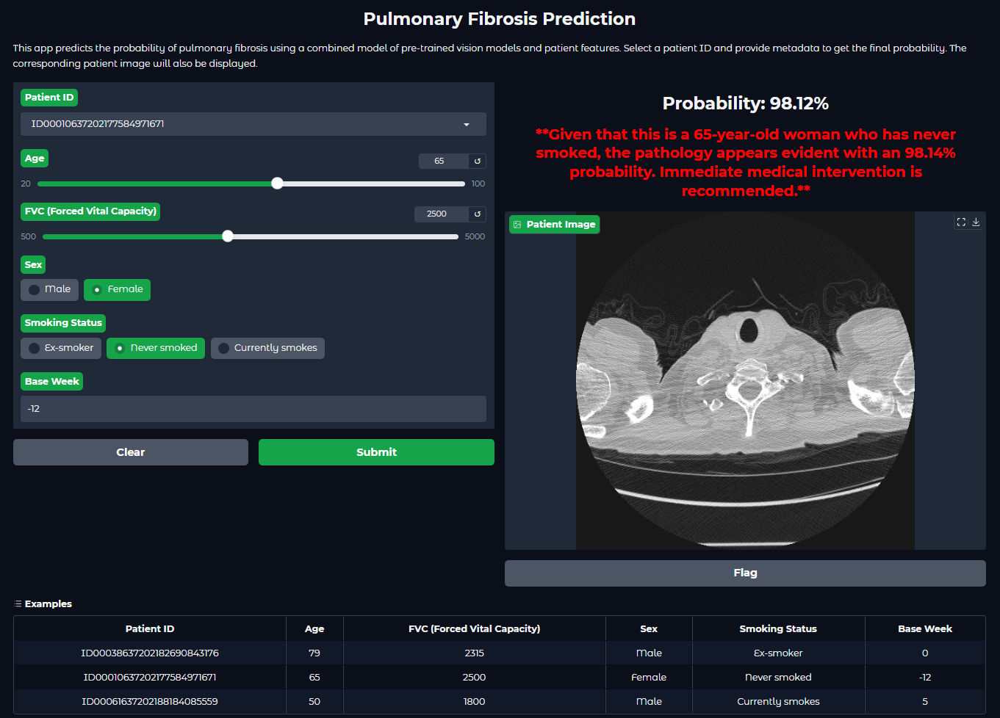 Pulmonary Fibrosis Prediction
This app predicts the probability of pulmonary fibrosis using a combined model of pre-trained vision models and patient features. Select a patient ID and provide metadata to get the final probability. The
corresponding patient image will also be displayed.
Patient ID
ID00010637202177584971671
Age
65
20
100
FVC (Forced Vital Capacity)
2500
500
5000
Sex
Male
Female
Smoking Status
Ex-smoker
Never smoked
Currently smokes
Base Week
-12
Clear
Submit
Probability: 98.12%
**Given that this is a 65-year-old woman who has never
smoked, the pathology appears evident with an 98.14%
probability. Immediate medical intervention is
recommended.**
Patient Image
Flag
Examples
Patient ID Age FVC (Forced Vital Capacity) Sex Smoking Status Base Week
ID00038637202182690843176 79 2315 Male Ex-smoker 0
ID00010637202177584971671 65 2500 Female Never smoked -12
ID00061637202188184085559 50 1800 Male Currently smokes 5